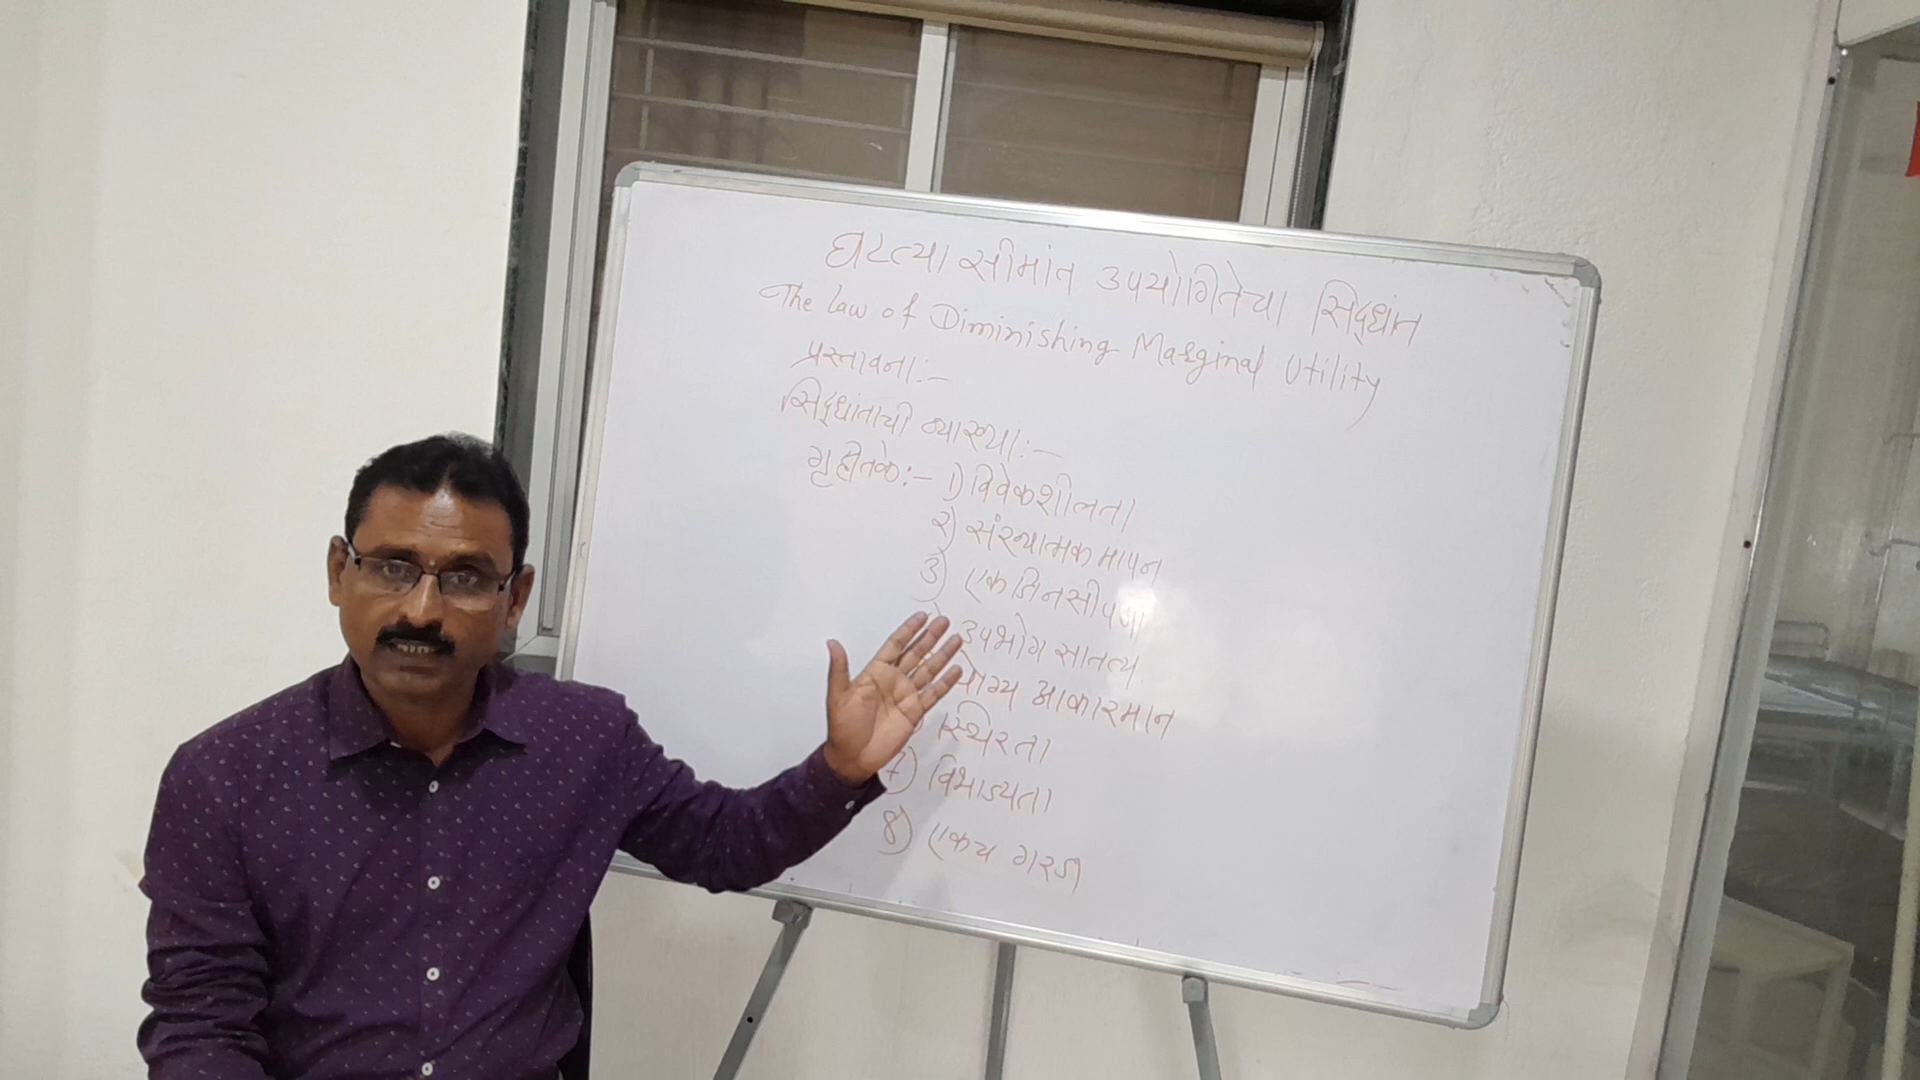 घटत्या सीमांत उपयोगितेचा सिद्धांत
The Law of Diminishing Marginal Utility
प्रस्तावना:-
सिद्धांताची व्याख्या:-
गृहीतके:- 1) विवेकशीलता
२) संख्यात्मक मापन
3) एकजिनसीपणा
उपभोग सातत्य
योग्य आकारमान
स्थिरता
7) विभाज्यता
8) एकच गरज